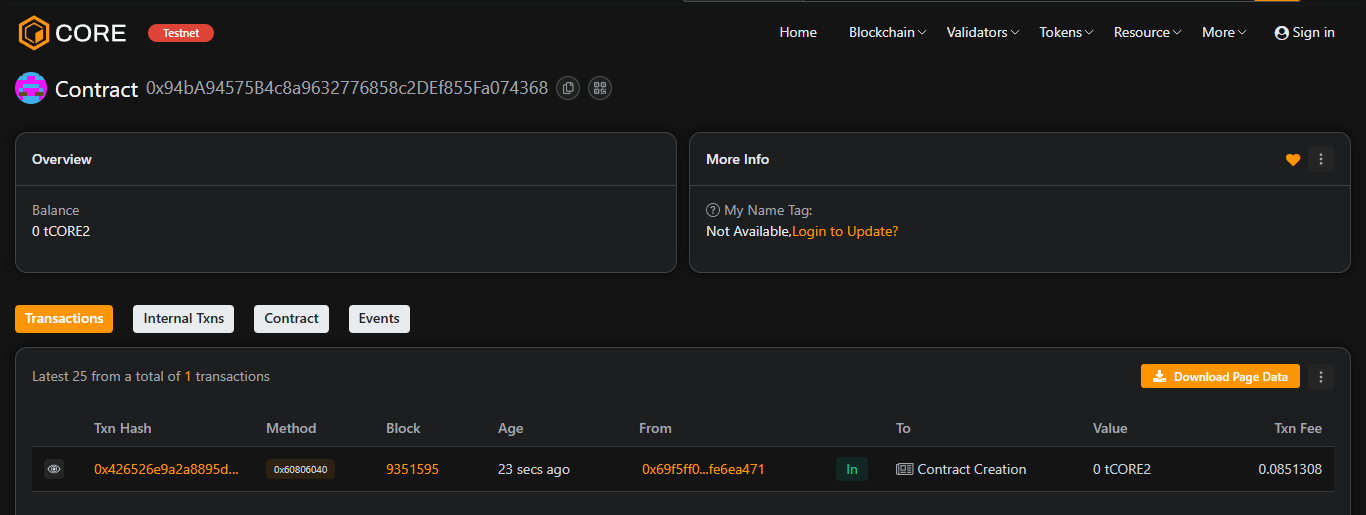 CORE Testnet Home Blockchain Validators Tokens Resource More Sign in
Contract 0x94bA94575B4c8a9632776858c2DEf855Fa074368
Overview
Balance
0 tCORE2
More Info
My Name Tag:
Not Available,Login to Update?
Transactions Internal Txns Contract Events
Latest 25 from a total of 1 transactions Download Page Data
Txn Hash Method Block Age From To Value Txn Fee
0x426526e9a2a8895d... 0x60806040 9351595 23 secs ago 0x69f5ff0...fe6ea471 In Contract Creation 0 tCORE2 0.0851308